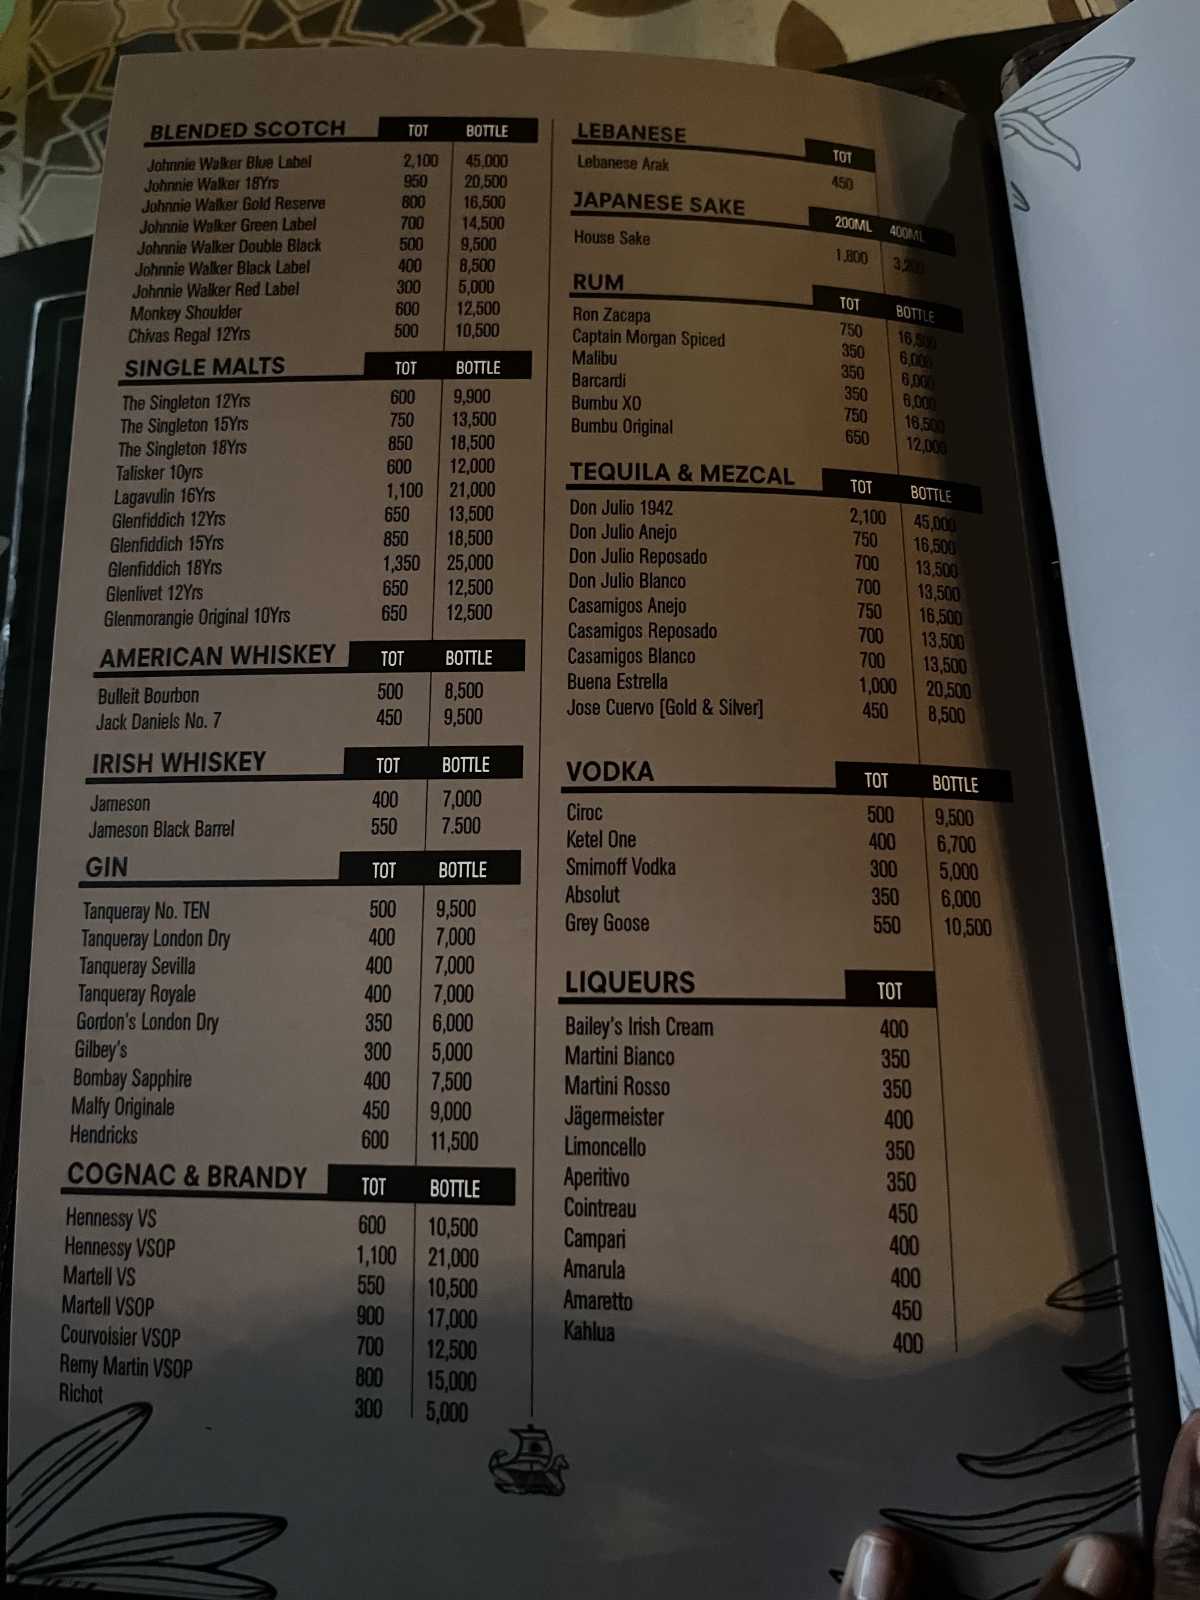 BLENDED SCOTCH TOT BOTTLE
Johnnie Walker Blue Label 2,100 45,000
Johnnie Walker 18Yrs 950 20,500
Johnnie Walker Gold Reserve 800 16,500
Johnnie Walker Green Label 700 14,500
Johnnie Walker Double Black 500 9,500
Johnnie Walker Black Label 400 8,500
Johnnie Walker Red Label 300 5,000
Monkey Shoulder 600 12,500
Chivas Regal 12Yrs 500 10,500
SINGLE MALTS TOT BOTTLE
The Singleton 12Yrs 600 9,900
The Singleton 15Yrs 750 13,500
The Singleton 18Yrs 850 18,500
Talisker 10yrs 600 12,000
Lagavulin 16Yrs 1,100 21,000
Glenfiddich 12Yrs 650 13,500
Glenfiddich 15Yrs 850 18,500
Glenfiddich 18Yrs 1,350 25,000
Glenlivet 12Yrs 650 12,500
Glenmorangie Original 10Yrs 650 12,500
AMERICAN WHISKEY TOT BOTTLE
Bulleit Bourbon 500 8,500
Jack Daniels No. 7 450 9,500
IRISH WHISKEY TOT BOTTLE
Jameson 400 7,000
Jameson Black Barrel 550 7.500
GIN TOT BOTTLE
Tanqueray No. TEN 500 9,500
Tanqueray London Dry 400 7,000
Tanqueray Sevilla 400 7,000
Tanqueray Royale 400 7,000
Gordon's London Dry 350 6,000
Gilbey's 300 5,000
Bombay Sapphire 400 7,500
Malfy Originale 450 9,000
Hendricks 600 11,500
COGNAC & BRANDY TOT BOTTLE
Hennessy VS 600 10,500
Hennessy VSOP 1,100 21,000
Martell VS 550 10,500
Martell VSOP 900 17,000
Courvoisier VSOP 700 12,500
Remy Martin VSOP 800 15,000
Richot 300 5,000
LEBANESE TOT
Lebanese Arak 450
JAPANESE SAKE 200ML 400ML
House Sake 1,800 3,200
RUM TOT BOTTLE
Ron Zacapa 750 16,500
Captain Morgan Spiced 350 6,000
Malibu 350 6,000
Barcardi 350 6,000
Bumbu XO 750 16,500
Bumbu Original 650 12,000
TEQUILA & MEZCAL TOT BOTTLE
Don Julio 1942 2,100 45,000
Don Julio Anejo 750 16,500
Don Julio Reposado 700 13,500
Don Julio Blanco 700 13,500
Casamigos Anejo 750 16,500
Casamigos Reposado 700 13,500
Casamigos Blanco 700 13,500
Buena Estrella 1,000 20,500
Jose Cuervo [Gold & Silver] 450 8,500
VODKA TOT BOTTLE
Ciroc 500 9,500
Ketel One 400 6,700
Smirnoff Vodka 300 5,000
Absolut 350 6,000
Grey Goose 550 10,500
LIQUEURS TOT
Bailey's Irish Cream 400
Martini Bianco 350
Martini Rosso 350
Jägermeister 400
Limoncello 350
Aperitivo 350
Cointreau 450
Campari 400
Amarula 400
Amaretto 450
Kahlua 400